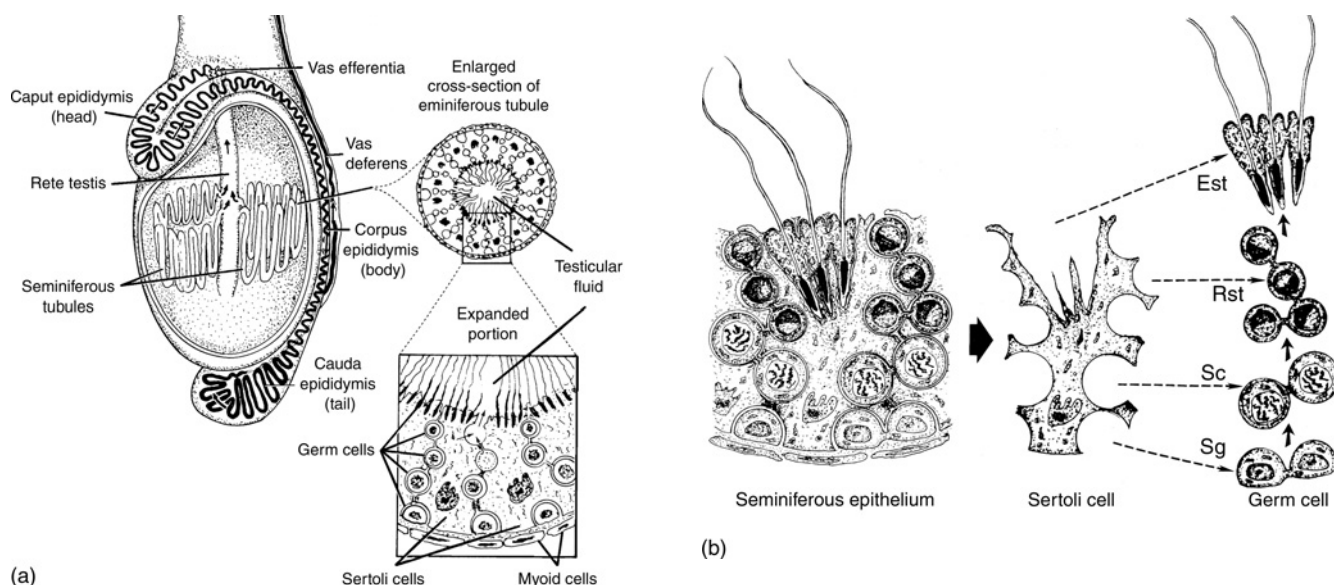 Vas efferentia
Caput epididymis
(head)
Enlarged
cross-section of
eminiferous tubule
Vas
deferens
Rete testis
Corpus
epididymis
(body)
Testicular
fluid
Seminiferous
tubules
Expanded
portion
Cauda
epididymis
(tail)
Germ cells
Sertoli cells
Myoid cells
(a)
Est
Rst
Sc
Sg
Seminiferous epithelium
Sertoli cell
Germ cell
(b)